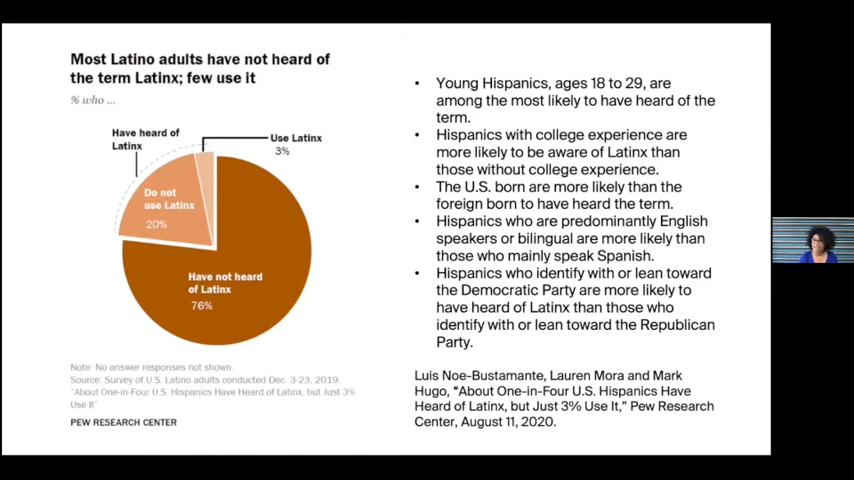 Most Latino adults have not heard of
the term Latinx; few use it
% who ...
Have heard of
Latinx
Use Latinx
3%
Do not
use Latinx
20%
Have not heard
of Latinx
76%
Note: No answer responses not shown.
Source: Survey of U.S. Latino adults conducted Dec. 3-23, 2019.
"About One-in-Four U.S. Hispanics Have Heard of Latinx, but Just 3%
Use It"
PEW RESEARCH CENTER
• Young Hispanics, ages 18 to 29, are
among the most likely to have heard of the
term.
• Hispanics with college experience are
more likely to be aware of Latinx than
those without college experience.
• The U.S. born are more likely than the
foreign born to have heard the term.
• Hispanics who are predominantly English
speakers or bilingual are more likely than
those who mainly speak Spanish.
• Hispanics who identify with or lean toward
the Democratic Party are more likely to
have heard of Latinx than those who
identify with or lean toward the Republican
Party.
Luis Noe-Bustamante, Lauren Mora and Mark
Hugo, “About One-in-Four U.S. Hispanics Have
Heard of Latinx, but Just 3% Use It,” Pew Research
Center, August 11, 2020.